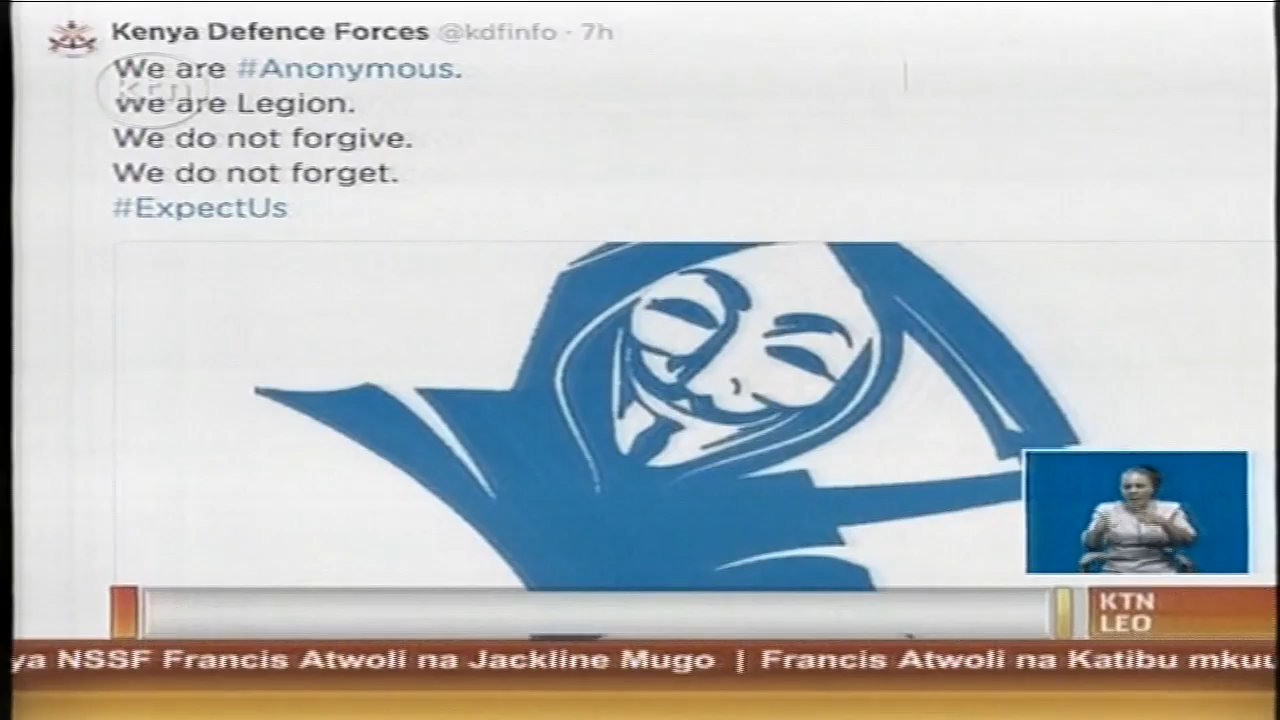 Kenya Defence Forces @kdfinfo · 7h
We are #Anonymous.
We are Legion.
We do not forgive.
We do not forget.
#ExpectUs
ktn
KTN
LEO
ya NSSF Francis Atwoli na Jackline Mugo | Francis Atwoli na Katibu mkuu